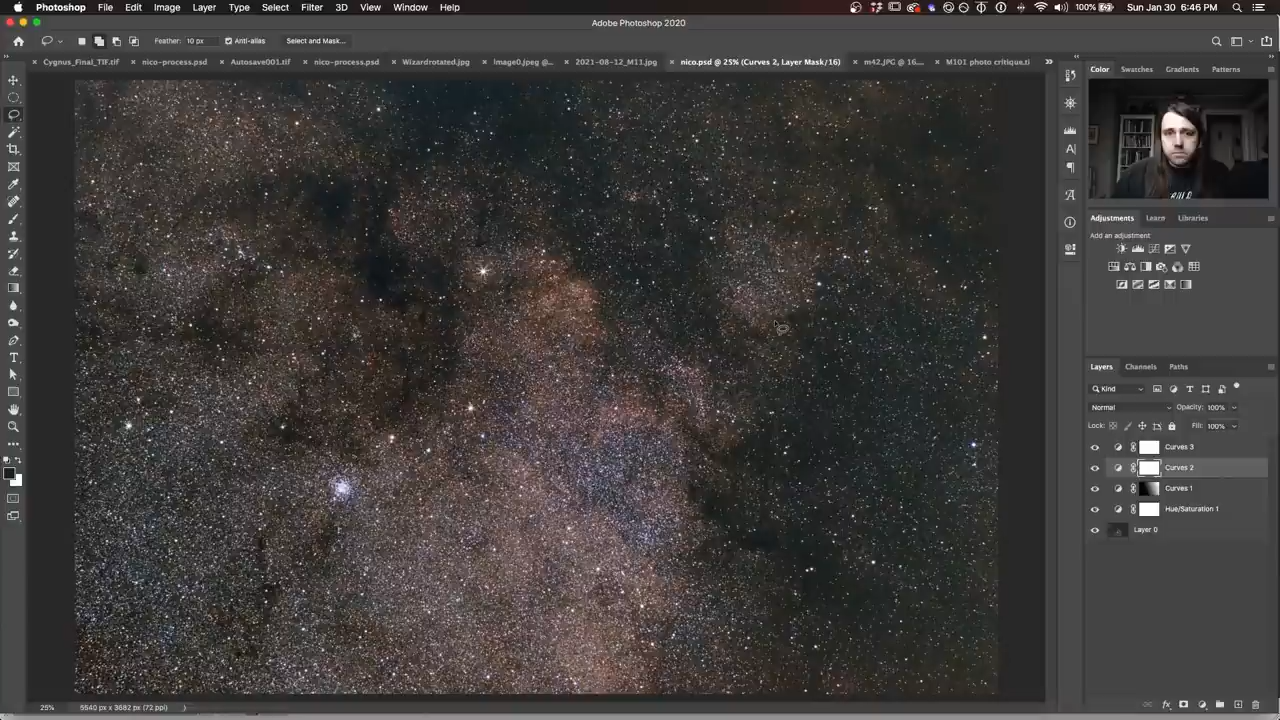 Photoshop File Edit Image Layer Type Select Filter 3D View Window Help 100% Sun Jan 30 6:46 PM
Adobe Photoshop 2020
Feather: 10 px Anti-alias Select and Mask...
Cygnus_Final_TIF.tif nico-process.psd Autosave001.tif nico-process.psd Wizardrotated.jpg Image0.jpeg @... 2021-08-12_M11.jpg nico.psd @ 25% (Curves 2, Layer Mask/16) m42.JPG @ 16.... M101 photo critique.ti
Color Swatches Gradients Patterns
Adjustments Learn Libraries
Add an adjustment
Layers Channels Paths
Kind
Normal Opacity: 100%
Lock: Fill: 100%
Curves 3
Curves 2
Curves 1
Hue/Saturation 1
Layer 0
25% 5540 px x 3682 px (72 ppi)